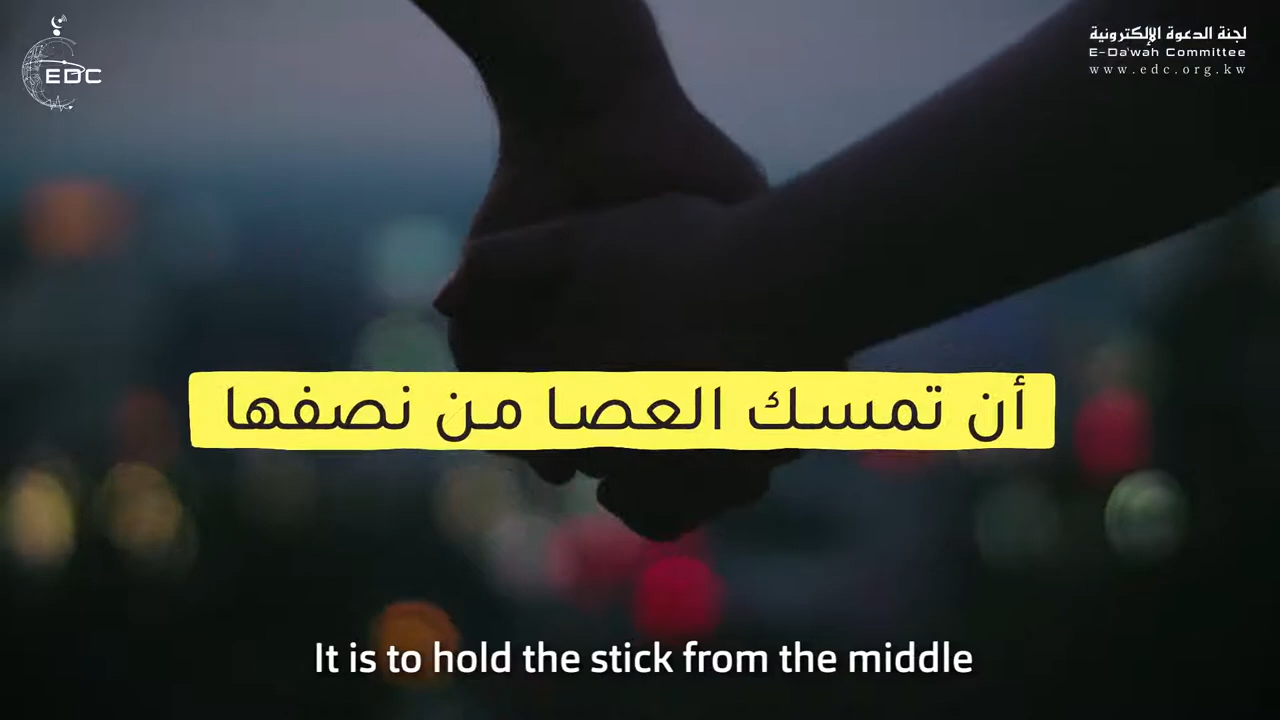 EDC
لجنة الدعوة الإلكترونية
E-Da'wah Committee
www.edc.org.kw
أن تمسك العصا من نصفها
It is to hold the stick from the middle